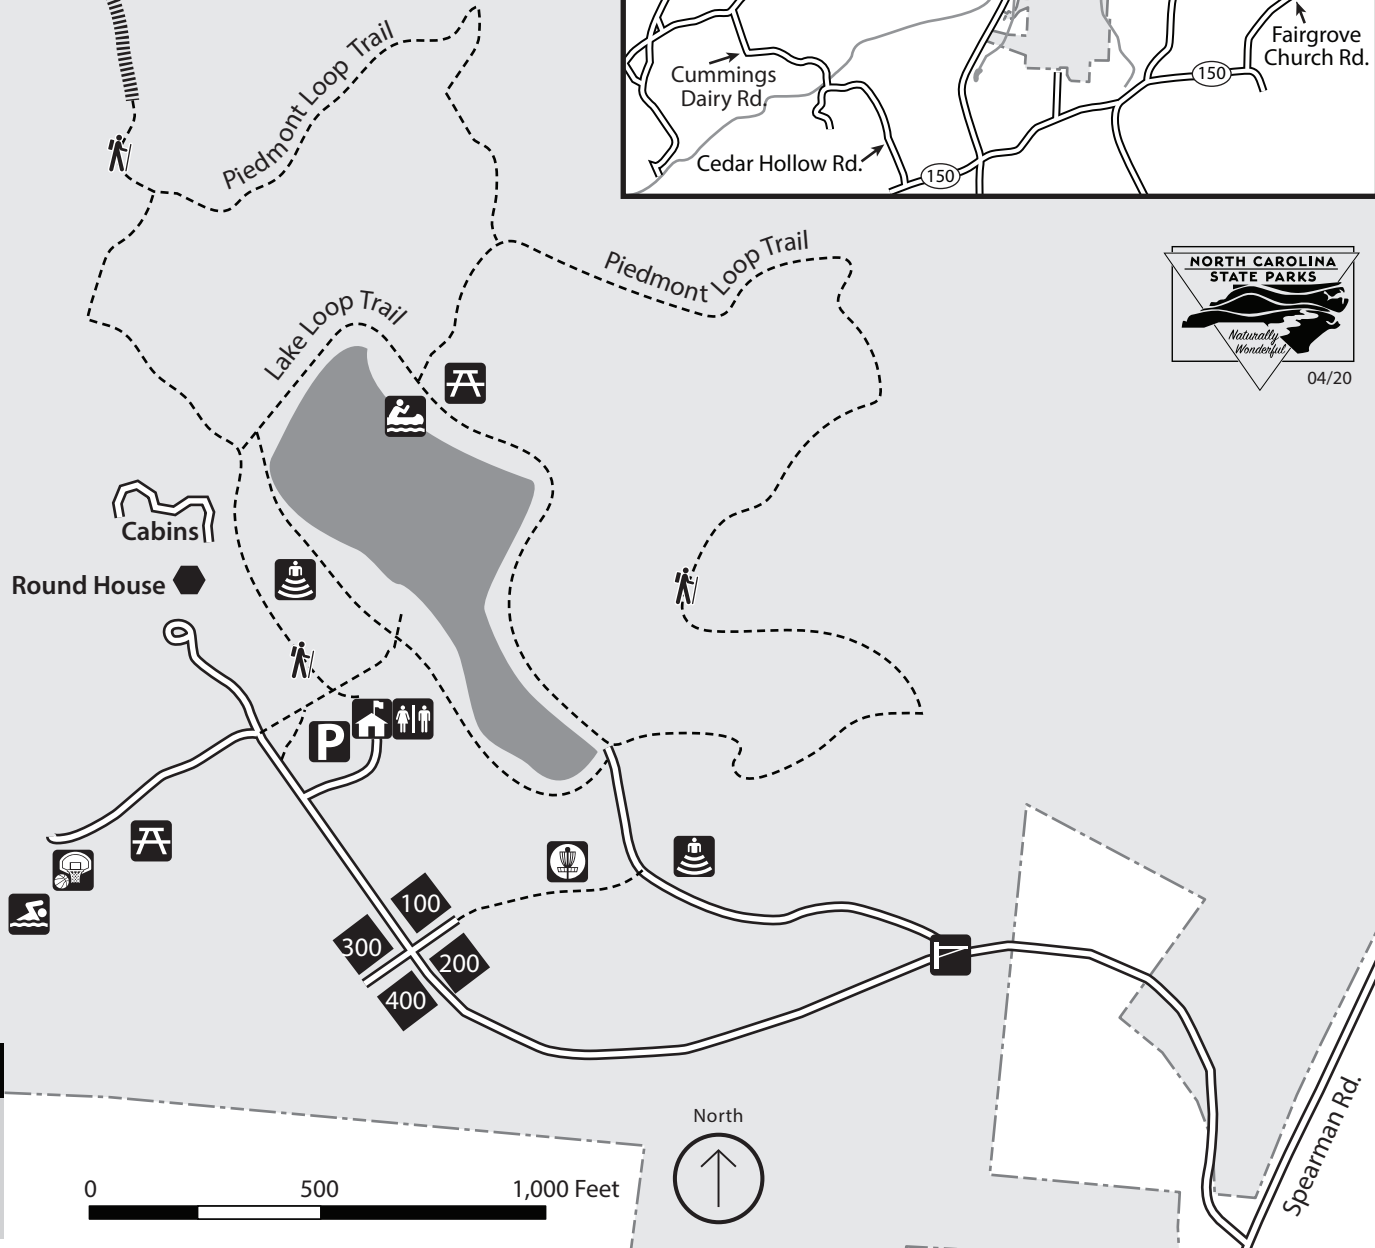 Piedmont Loop Trail
Cummings
Dairy Rd.
Cedar Hollow Rd.
150
150
Fairgrove
Church Rd.
Piedmont Loop Trail
NORTH CAROLINA
STATE PARKS
Naturally
Wonderful
04/20
Lake Loop Trail
Cabins
Round House
P
100
300
200
400
North
0 500 1,000 Feet
Spearman Rd.